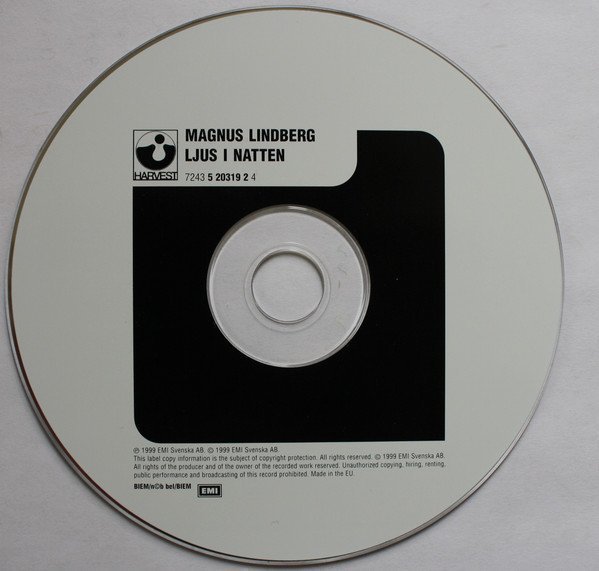 MAGNUS LINDBERG
LJUS I NATTEN
HARVEST
7243 5 20319 2 4
℗ 1999 EMI Svenska AB. © 1999 EMI Svenska AB.
This label copy information is the subject of copyright protection. All rights reserved. © 1999 EMI Svenska AB.
All rights of the producer and of the owner of the recorded work reserved. Unauthorized copying, hiring, renting,
public performance and broadcasting of this record prohibited. Made in the EU.
BIEM/n©b bel/BIEM
EMI